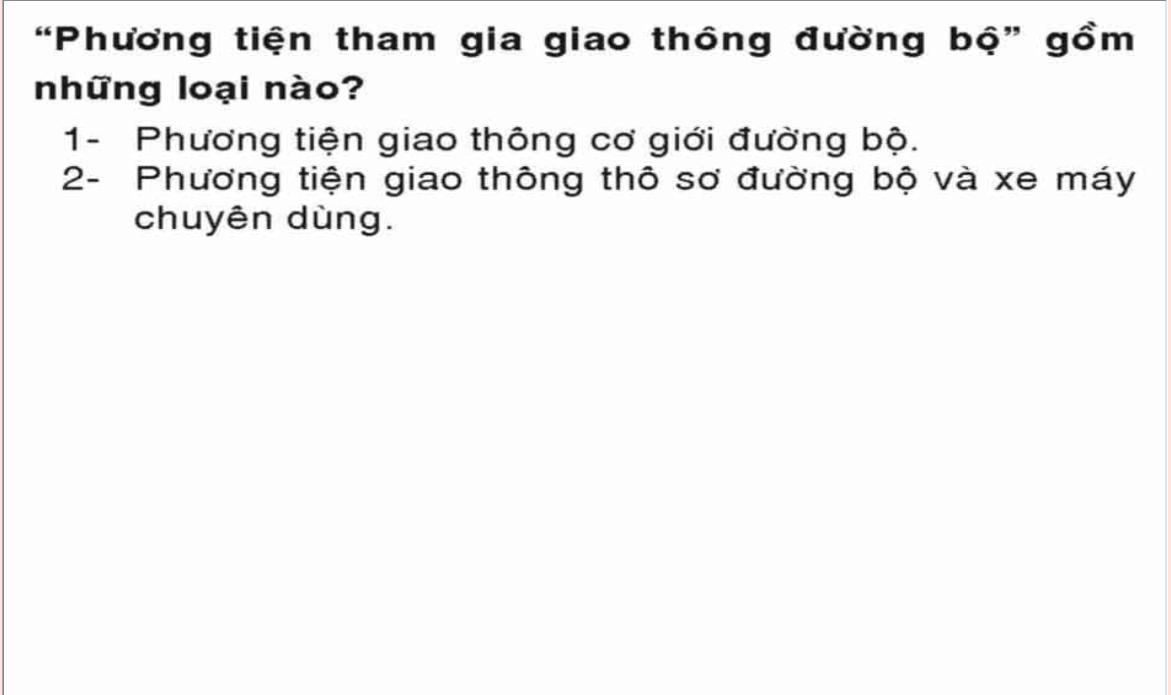 “Phương tiện tham gia giao thông đường bộ” gồm
những loại nào?
1- Phương tiện giao thông cơ giới đường bộ.
2- Phương tiện giao thông thô sơ đường bộ và xe máy
chuyên dùng.